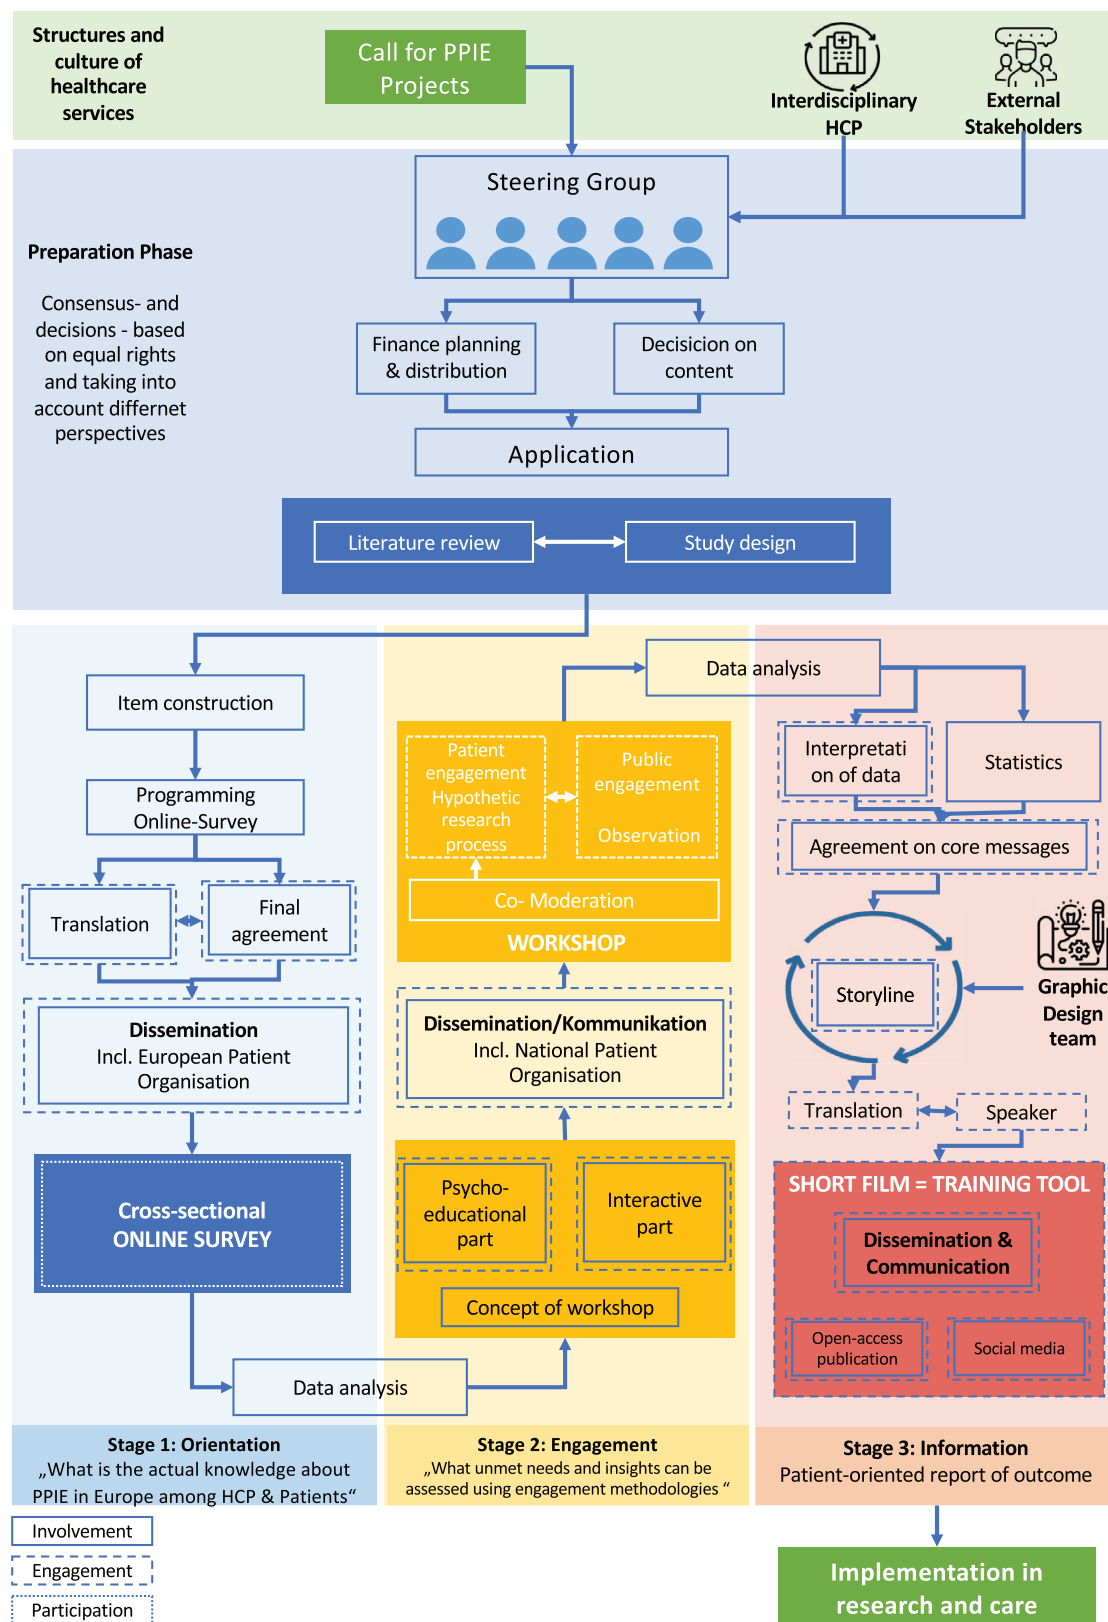 Structures and
culture of
healthcare
services
Call for PPIE
Projects
Interdisciplinary
HCP
External
Stakeholders
Steering Group
Preparation Phase
Consensus- and
decisions - based
on equal rights
and taking into
account differnet
perspectives
Finance planning
& distribution
Decisicion on
content
Application
Literature review
Study design
Item construction
Programming
Online-Survey
Translation
Final
agreement
Dissemination
Incl. European Patient
Organisation
Cross-sectional
ONLINE SURVEY
Data analysis
Stage 1: Orientation
„What is the actual knowledge about
PPIE in Europe among HCP & Patients“
Data analysis
Patient
engagement
Hypothetic
research
process
Public
engagement
Observation
Co- Moderation
WORKSHOP
Dissemination/Kommunikation
Incl. National Patient
Organisation
Psycho-
educational
part
Interactive
part
Concept of workshop
Stage 2: Engagement
„What unmet needs and insights can be
assessed using engagement methodologies “
Interpretati
on of data
Statistics
Agreement on core messages
Storyline
Graphic
Design
team
Translation
Speaker
SHORT FILM = TRAINING TOOL
Dissemination &
Communication
Open-access
publication
Social media
Stage 3: Information
Patient-oriented report of outcome
Involvement
Engagement
Participation
Implementation in
research and care